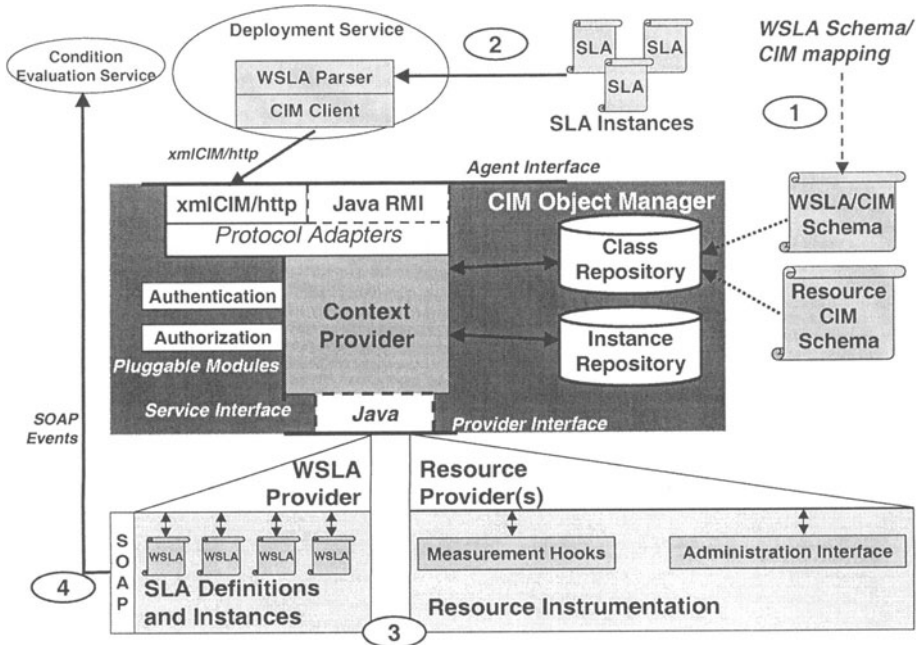 Condition
Evaluation Service
Deployment Service
WSLA Parser
CIM Client
2
SLA
SLA
SLA
SLA Instances
WSLA Schema/
CIM mapping
1
xmlCIM/http
Agent Interface
xmlCIM/http
Java RMI
Protocol Adapters
CIM Object Manager
Class
Repository
WSLA/CIM
Schema
Authentication
Authorization
Pluggable Modules
Context
Provider
Instance
Repository
Resource
CIM
Schema
Service Interface
Java
Provider Interface
SOAP
Events
WSLA
Provider
Resource
Provider(s)
SOAP
WSLA
WSLA
WSLA
WSLA
SLA Definitions
and Instances
Measurement Hooks
Administration Interface
Resource Instrumentation
4
3